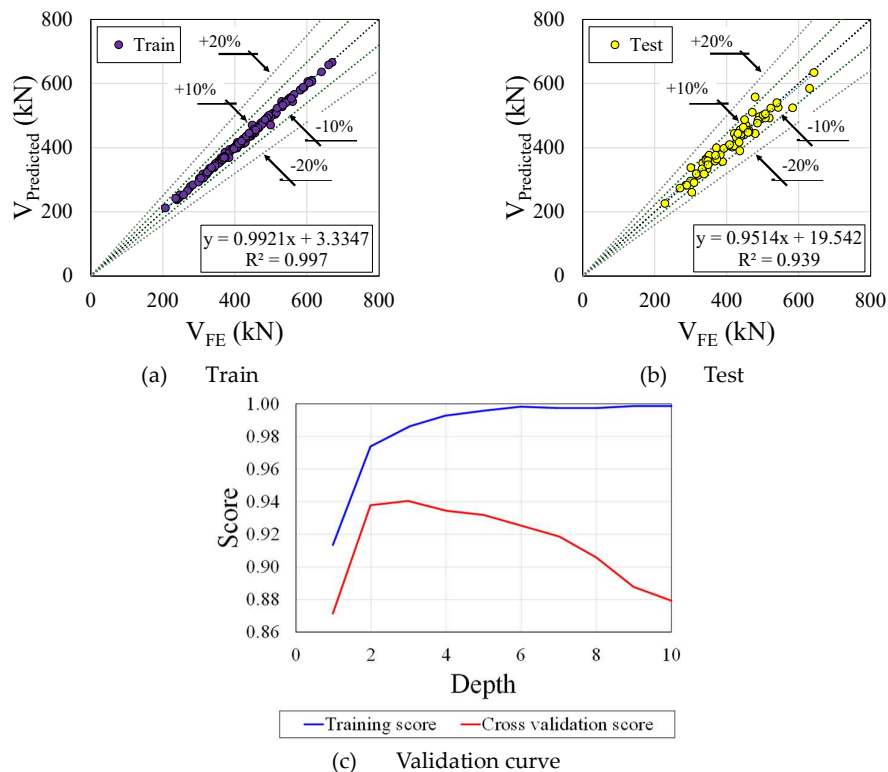 800
600
400
200
0
V_Predicted (kN)
Train
+20%
+10%
-10%
-20%
y = 0.9921x + 3.3347
R² = 0.997
0 200 400 600 800
V_FE (kN)
(a) Train
800
600
400
200
0
V_Predicted (kN)
Test
+20%
+10%
-10%
-20%
y = 0.9514x + 19.542
R² = 0.939
0 200 400 600 800
V_FE (kN)
(b) Test
1.00
0.98
0.96
0.94
0.92
0.90
0.88
0.86
Score
0 2 4 6 8 10
Depth
Training score Cross validation score
(c) Validation curve